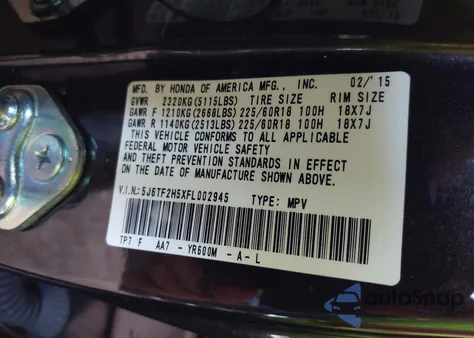 MFD. BY HONDA OF AMERICA MFG., INC. 02/'15
GVWR 2320KG(5115LBS) TIRE SIZE RIM SIZE
GAWR F 1210KG(2668LBS) 225/60R18 100H 18X7J
GAWR R 1140KG(2513LBS) 225/60R18 100H 18X7J
THIS VEHICLE CONFORMS TO ALL APPLICABLE
FEDERAL MOTOR VEHICLE SAFETY
AND THEFT PREVENTION STANDARDS IN EFFECT
ON THE DATE OF MANUFACTURE SHOWN ABOVE.
V.I.N.:5J6TF2H5XFL002945 TYPE: MPV
TP7 F AA7 -YR600M -A-L
autoSnap